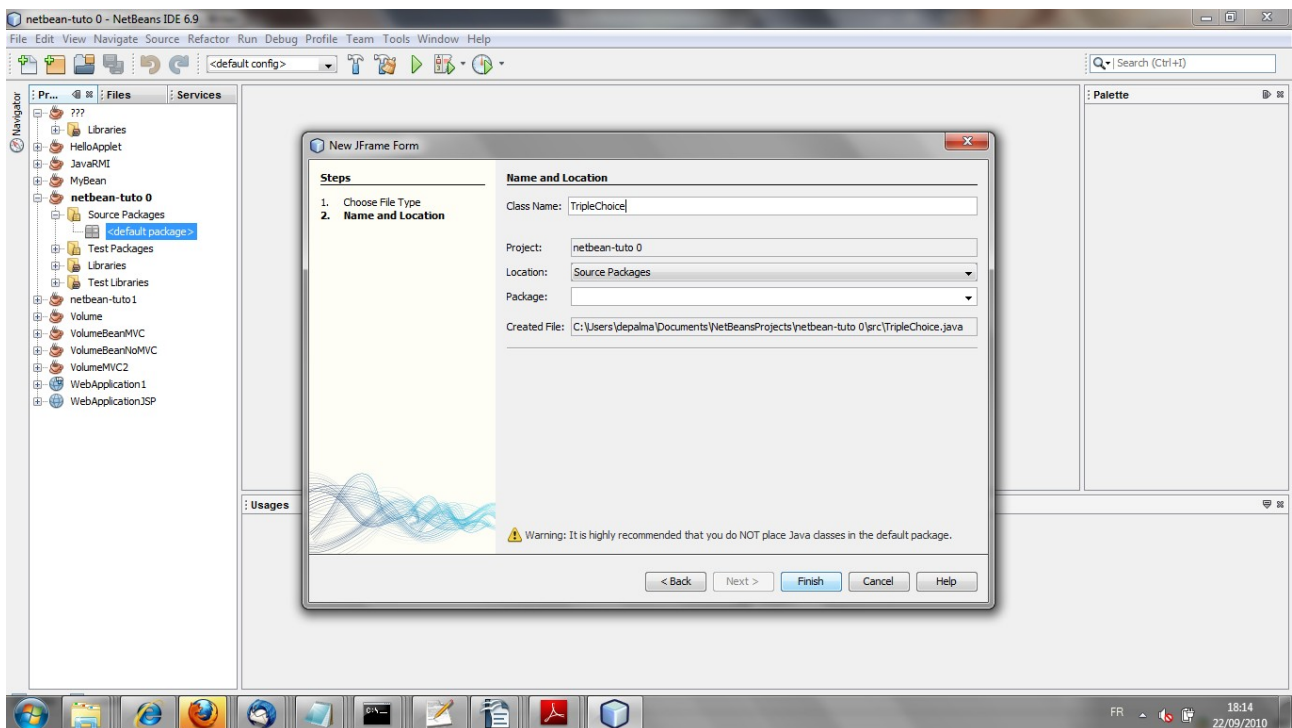 netbean-tuto 0 - NetBeans IDE 6.9
File Edit View Navigate Source Refactor Run Debug Profile Team Tools Window Help
<default config>
Search (Ctrl+I)
Navigator
Pr... Files Services
???
Libraries
HelloApplet
JavaRMI
MyBean
netbean-tuto 0
Source Packages
<default package>
Test Packages
Libraries
Test Libraries
netbean-tuto1
Volume
VolumeBeanMVC
VolumeBeanNoMVC
VolumeMVC2
WebApplication1
WebApplicationJSP
Palette
New JFrame Form
Steps
1. Choose File Type
2. Name and Location
Name and Location
Class Name: TripleChoice
Project: netbean-tuto 0
Location: Source Packages
Package:
Created File: C:\Users\depalma\Documents\NetBeansProjects\netbean-tuto 0\src\TripleChoice.java
Warning: It is highly recommended that you do NOT place Java classes in the default package.
< Back Next > Finish Cancel Help
Usages
FR
18:14
22/09/2010